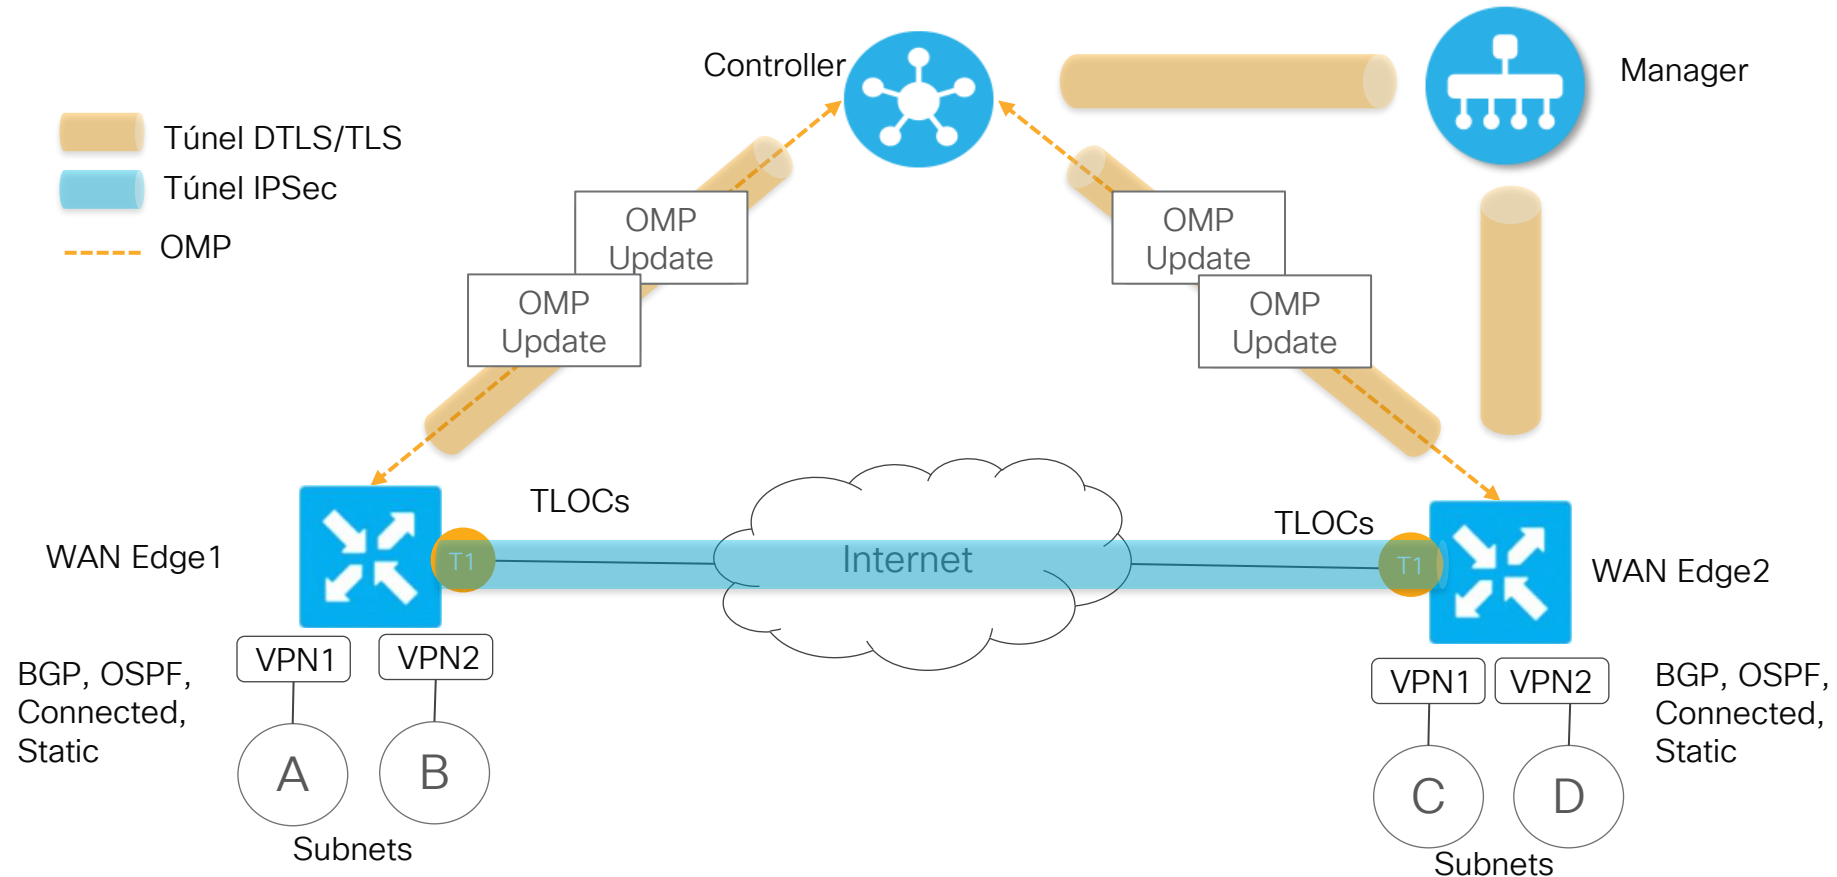 Controller
Manager
Túnel DTLS/TLS
Túnel IPSec
OMP
OMP
Update
OMP
Update
OMP
Update
OMP
Update
TLOCs
TLOCs
WAN Edge1
T1
Internet
T1
WAN Edge2
VPN1
VPN2
VPN1
VPN2
BGP, OSPF,
Connected,
Static
BGP, OSPF,
Connected,
Static
A
B
C
D
Subnets
Subnets